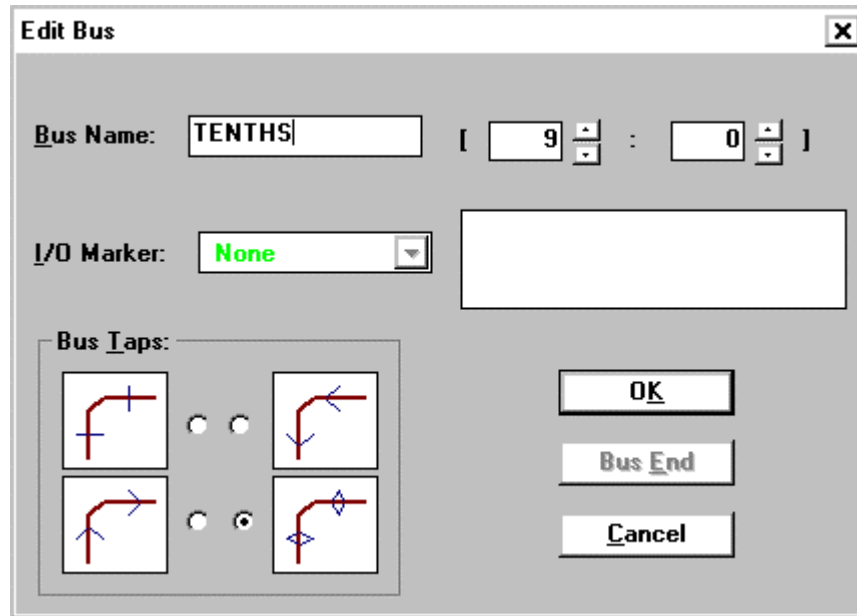 Edit Bus
Bus Name: TENTHS [ 9 : 0 ]
I/O Marker: None
Bus Taps:
OK
Bus End
Cancel